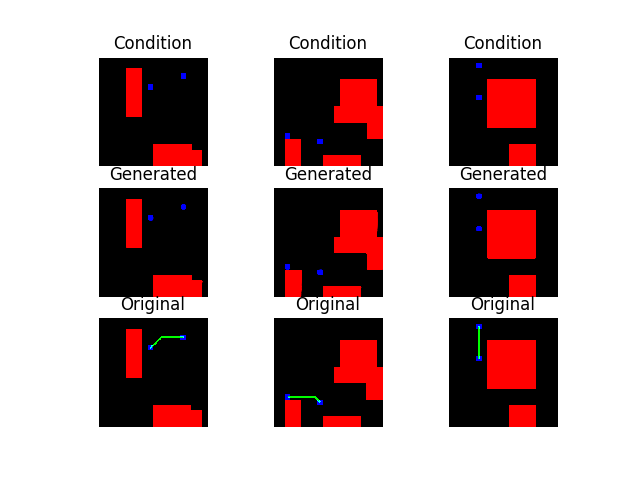 Condition Condition Condition
Generated Generated Generated
Original Original Original